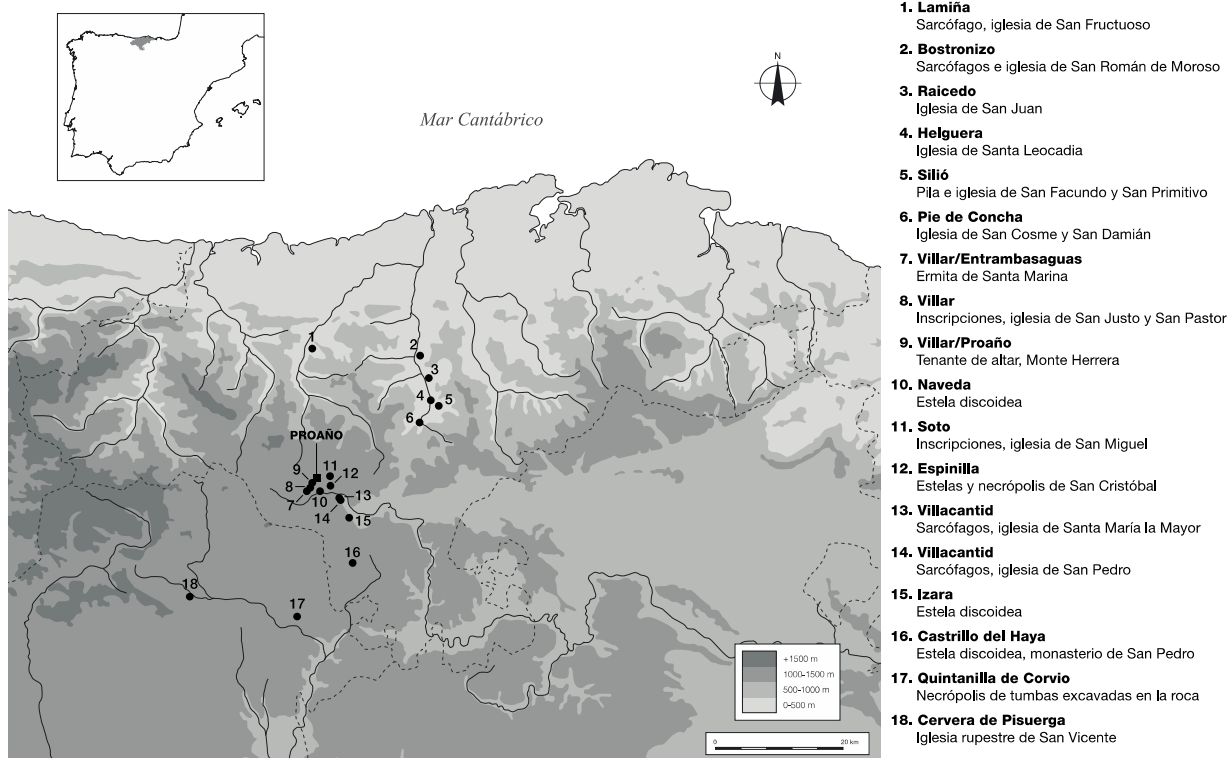 N
Mar Cantábrico
1
2
3
4
5
6
PROAÑO
9
11
12
8
7
10
13
14
15
16
18
17
+1500 m
1000-1500 m
500-1000 m
0-500 m
0
20 km
1. Lamiña
Sarcófago, iglesia de San Fructuoso
2. Bostronizo
Sarcófagos e iglesia de San Román de Moroso
3. Raicedo
Iglesia de San Juan
4. Helguera
Iglesia de Santa Leocadia
5. Silió
Pila e iglesia de San Facundo y San Primitivo
6. Pie de Concha
Iglesia de San Cosme y San Damián
7. Villar/Entrambasaguas
Ermita de Santa Marina
8. Villar
Inscripciones, iglesia de San Justo y San Pastor
9. Villar/Proaño
Tenante de altar, Monte Herrera
10. Naveda
Estela discoidea
11. Soto
Inscripciones, iglesia de San Miguel
12. Espinilla
Estelas y necrópolis de San Cristóbal
13. Villacantid
Sarcófagos, iglesia de Santa María la Mayor
14. Villacantid
Sarcófagos, iglesia de San Pedro
15. Izara
Estela discoidea
16. Castrillo del Haya
Estela discoidea, monasterio de San Pedro
17. Quintanilla de Corvio
Necrópolis de tumbas excavadas en la roca
18. Cervera de Pisuerga
Iglesia rupestre de San Vicente